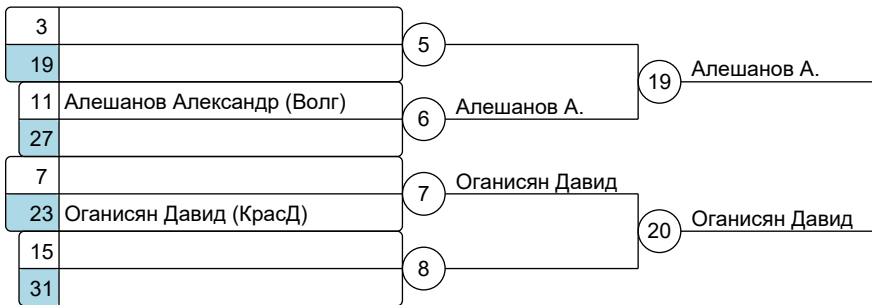 3
5
19
19 Алешанов А.
11 Алешанов Александр (Волг)
6 Алешанов А.
27
7
7 Оганисян Давид
23 Оганисян Давид (КрасД)
20 Оганисян Давид
15
8
31